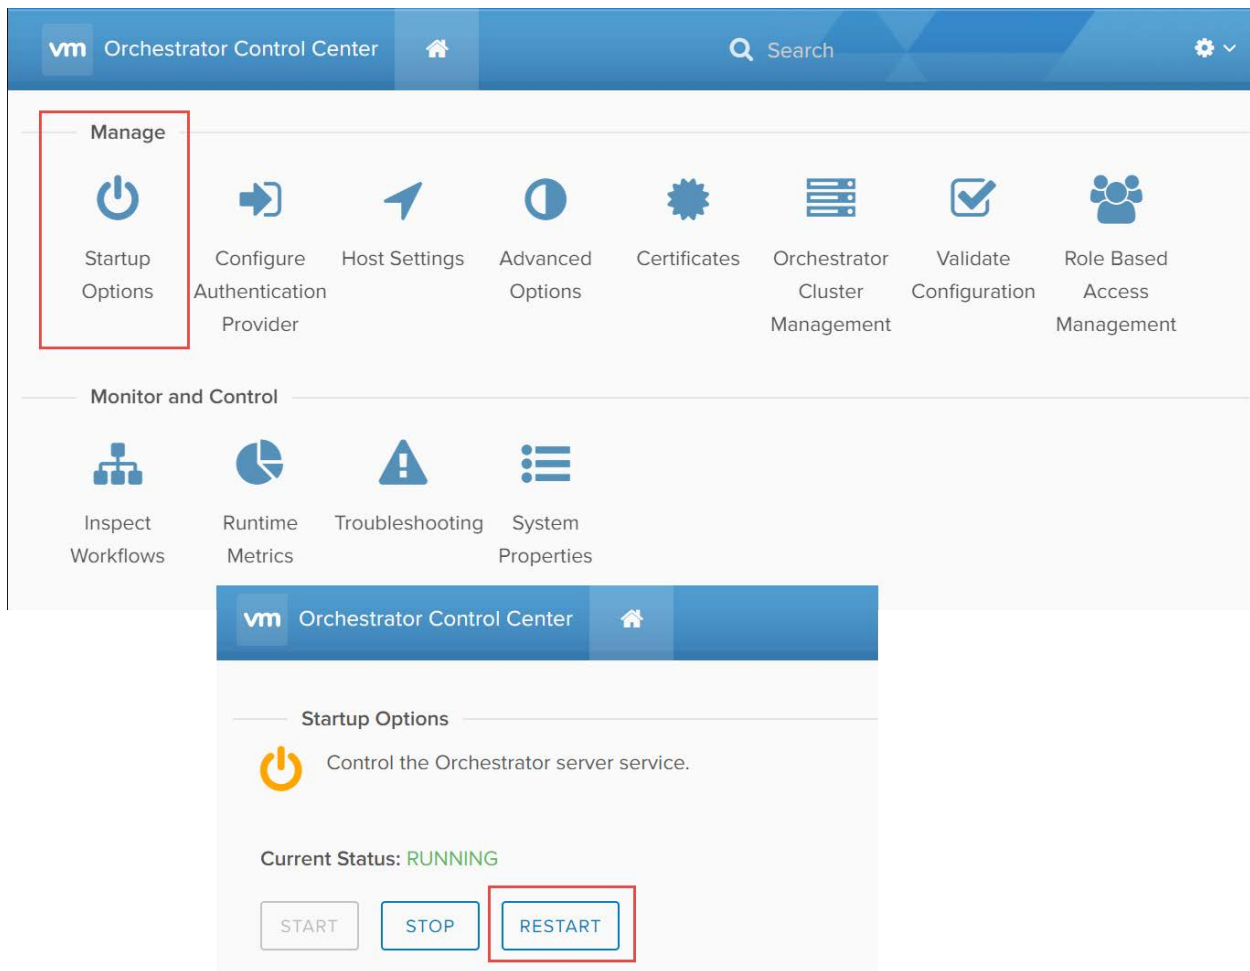 vm Orchestrator Control Center Search
Manage
Startup Options
Configure Authentication Provider
Host Settings
Advanced Options
Certificates
Orchestrator Cluster Management
Validate Configuration
Role Based Access Management
Monitor and Control
Inspect Workflows
Runtime Metrics
Troubleshooting
System Properties
vm Orchestrator Control Center
Startup Options
Control the Orchestrator server service.
Current Status: RUNNING
START STOP RESTART